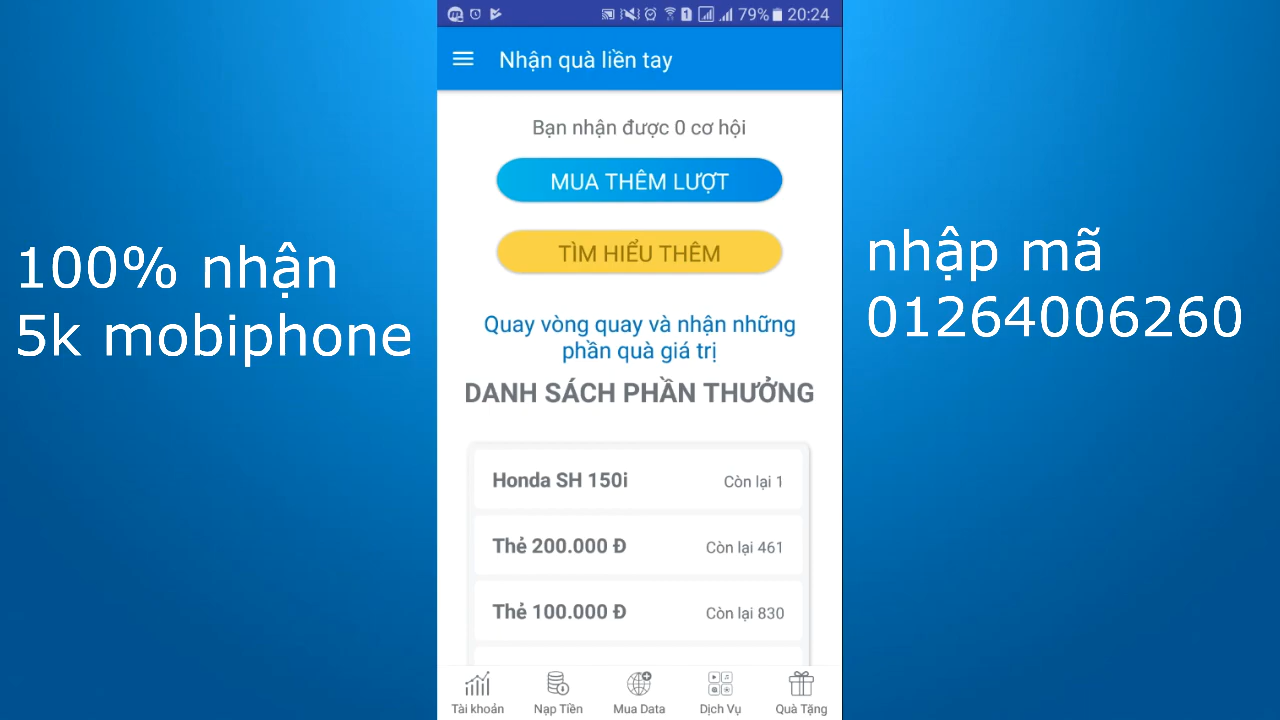 79% 20:24
Nhận quà liền tay
Bạn nhận được 0 cơ hội
MUA THÊM LƯỢT
TÌM HIỂU THÊM
Quay vòng quay và nhận những
phần quà giá trị
DANH SÁCH PHẦN THƯỞNG
Honda SH 150i Còn lại 1
Thẻ 200.000 Đ Còn lại 461
Thẻ 100.000 Đ Còn lại 830
Tài khoản Nạp Tiền Mua Data Dịch Vụ Quà Tặng
100% nhận
5k mobiphone
nhập mã
01264006260